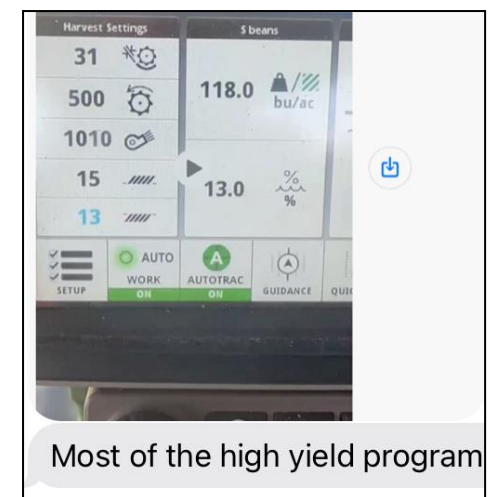 Harvest Settings
S beans
31
500
118.0
bu/ac
1010
15
13.0
%
%
13
SETUP
AUTO
WORK
ON
A
AUTOTRAC
ON
GUIDANCE
QUIC
Most of the high yield program